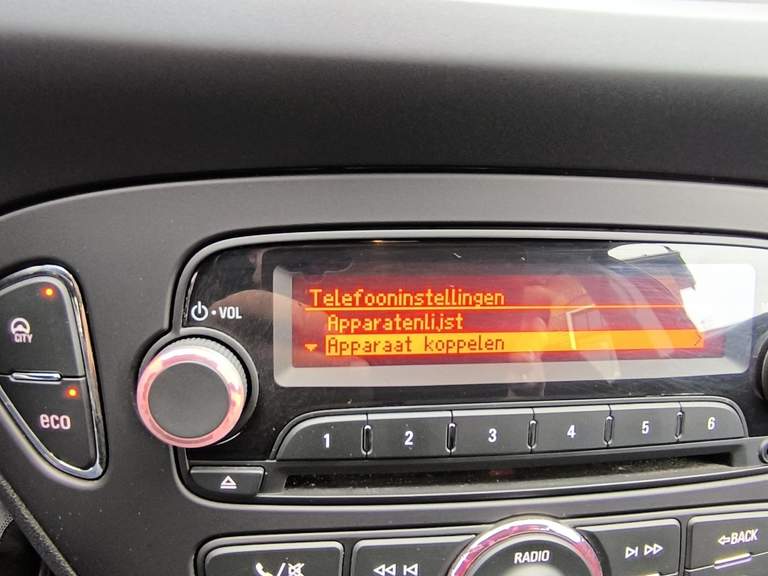 Telefooninstellingen
Apparatenlijst
Apparaat koppelen
VOL
CITY
eco
1 2 3 4 5 6
RADIO
BACK